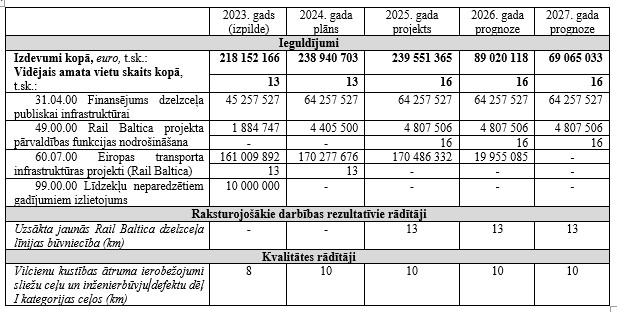 2023. gads (izpilde) 2024. gada plāns 2025. gada projekts 2026. gada prognoze 2027. gada prognoze
Ieguldījumi
Izdevumi kopā, euro, t.sk.: 218 152 166 238 940 703 239 551 365 89 020 118 69 065 033
Vidējais amata vietu skaits kopā,
t.sk.: 13 13 16 16 16
31.04.00 Finansējums dzelzceļa 45 257 527 64 257 527 64 257 527 64 257 527 64 257 527
publiskai infrastruktūrai
49.00.00 Rail Baltica projekta 1 884 747 4 405 500 4 807 506 4 807 506 4 807 506
pārvaldības funkcijas nodrošināšana - - 16 16 16
60.07.00 Eiropas transporta 161 009 892 170 277 676 170 486 332 19 955 085 -
infrastruktūras projekti (Rail Baltica) 13 13 - - -
99.00.00 Līdzekļu neparedzētiem 10 000 000 - - - -
gadījumiem izlietojums
Raksturojošākie darbības rezultatīvie rādītāji
Uzsākta jaunās Rail Baltica dzelzceļa - - 13 13 13
līnijas būvniecība (km)
Kvalitātes rādītāji
Vilcienu kustības ātruma ierobežojumi 8 10 10 10 10
sliežu ceļu un inženierbūvju defektu dēļ
I kategorijas ceļos (km)